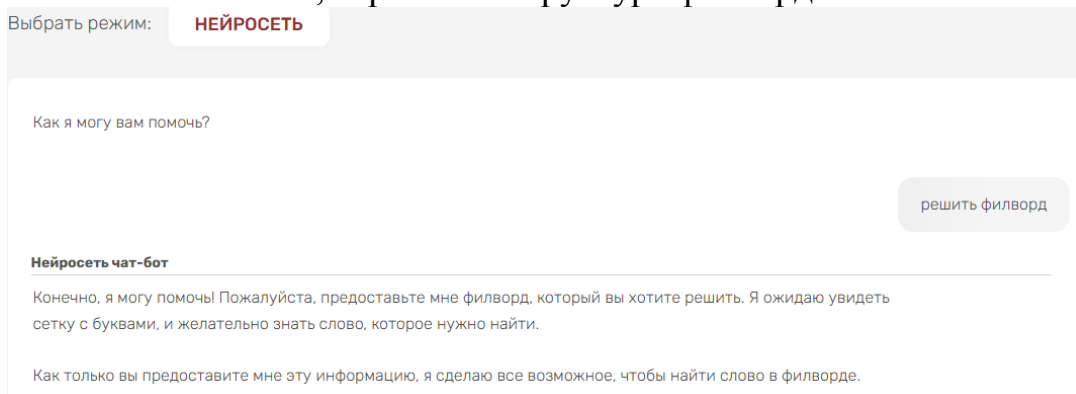 Выбрать режим: НЕЙРОСЕТЬ
Как я могу вам помочь?
решить филворд
Нейросеть чат-бот
Конечно, я могу помочь! Пожалуйста, предоставьте мне филворд, который вы хотите решить. Я ожидаю увидеть
сетку с буквами, и желательно знать слово, которое нужно найти.
Как только вы предоставите мне эту информацию, я сделаю все возможное, чтобы найти слово в филворде.